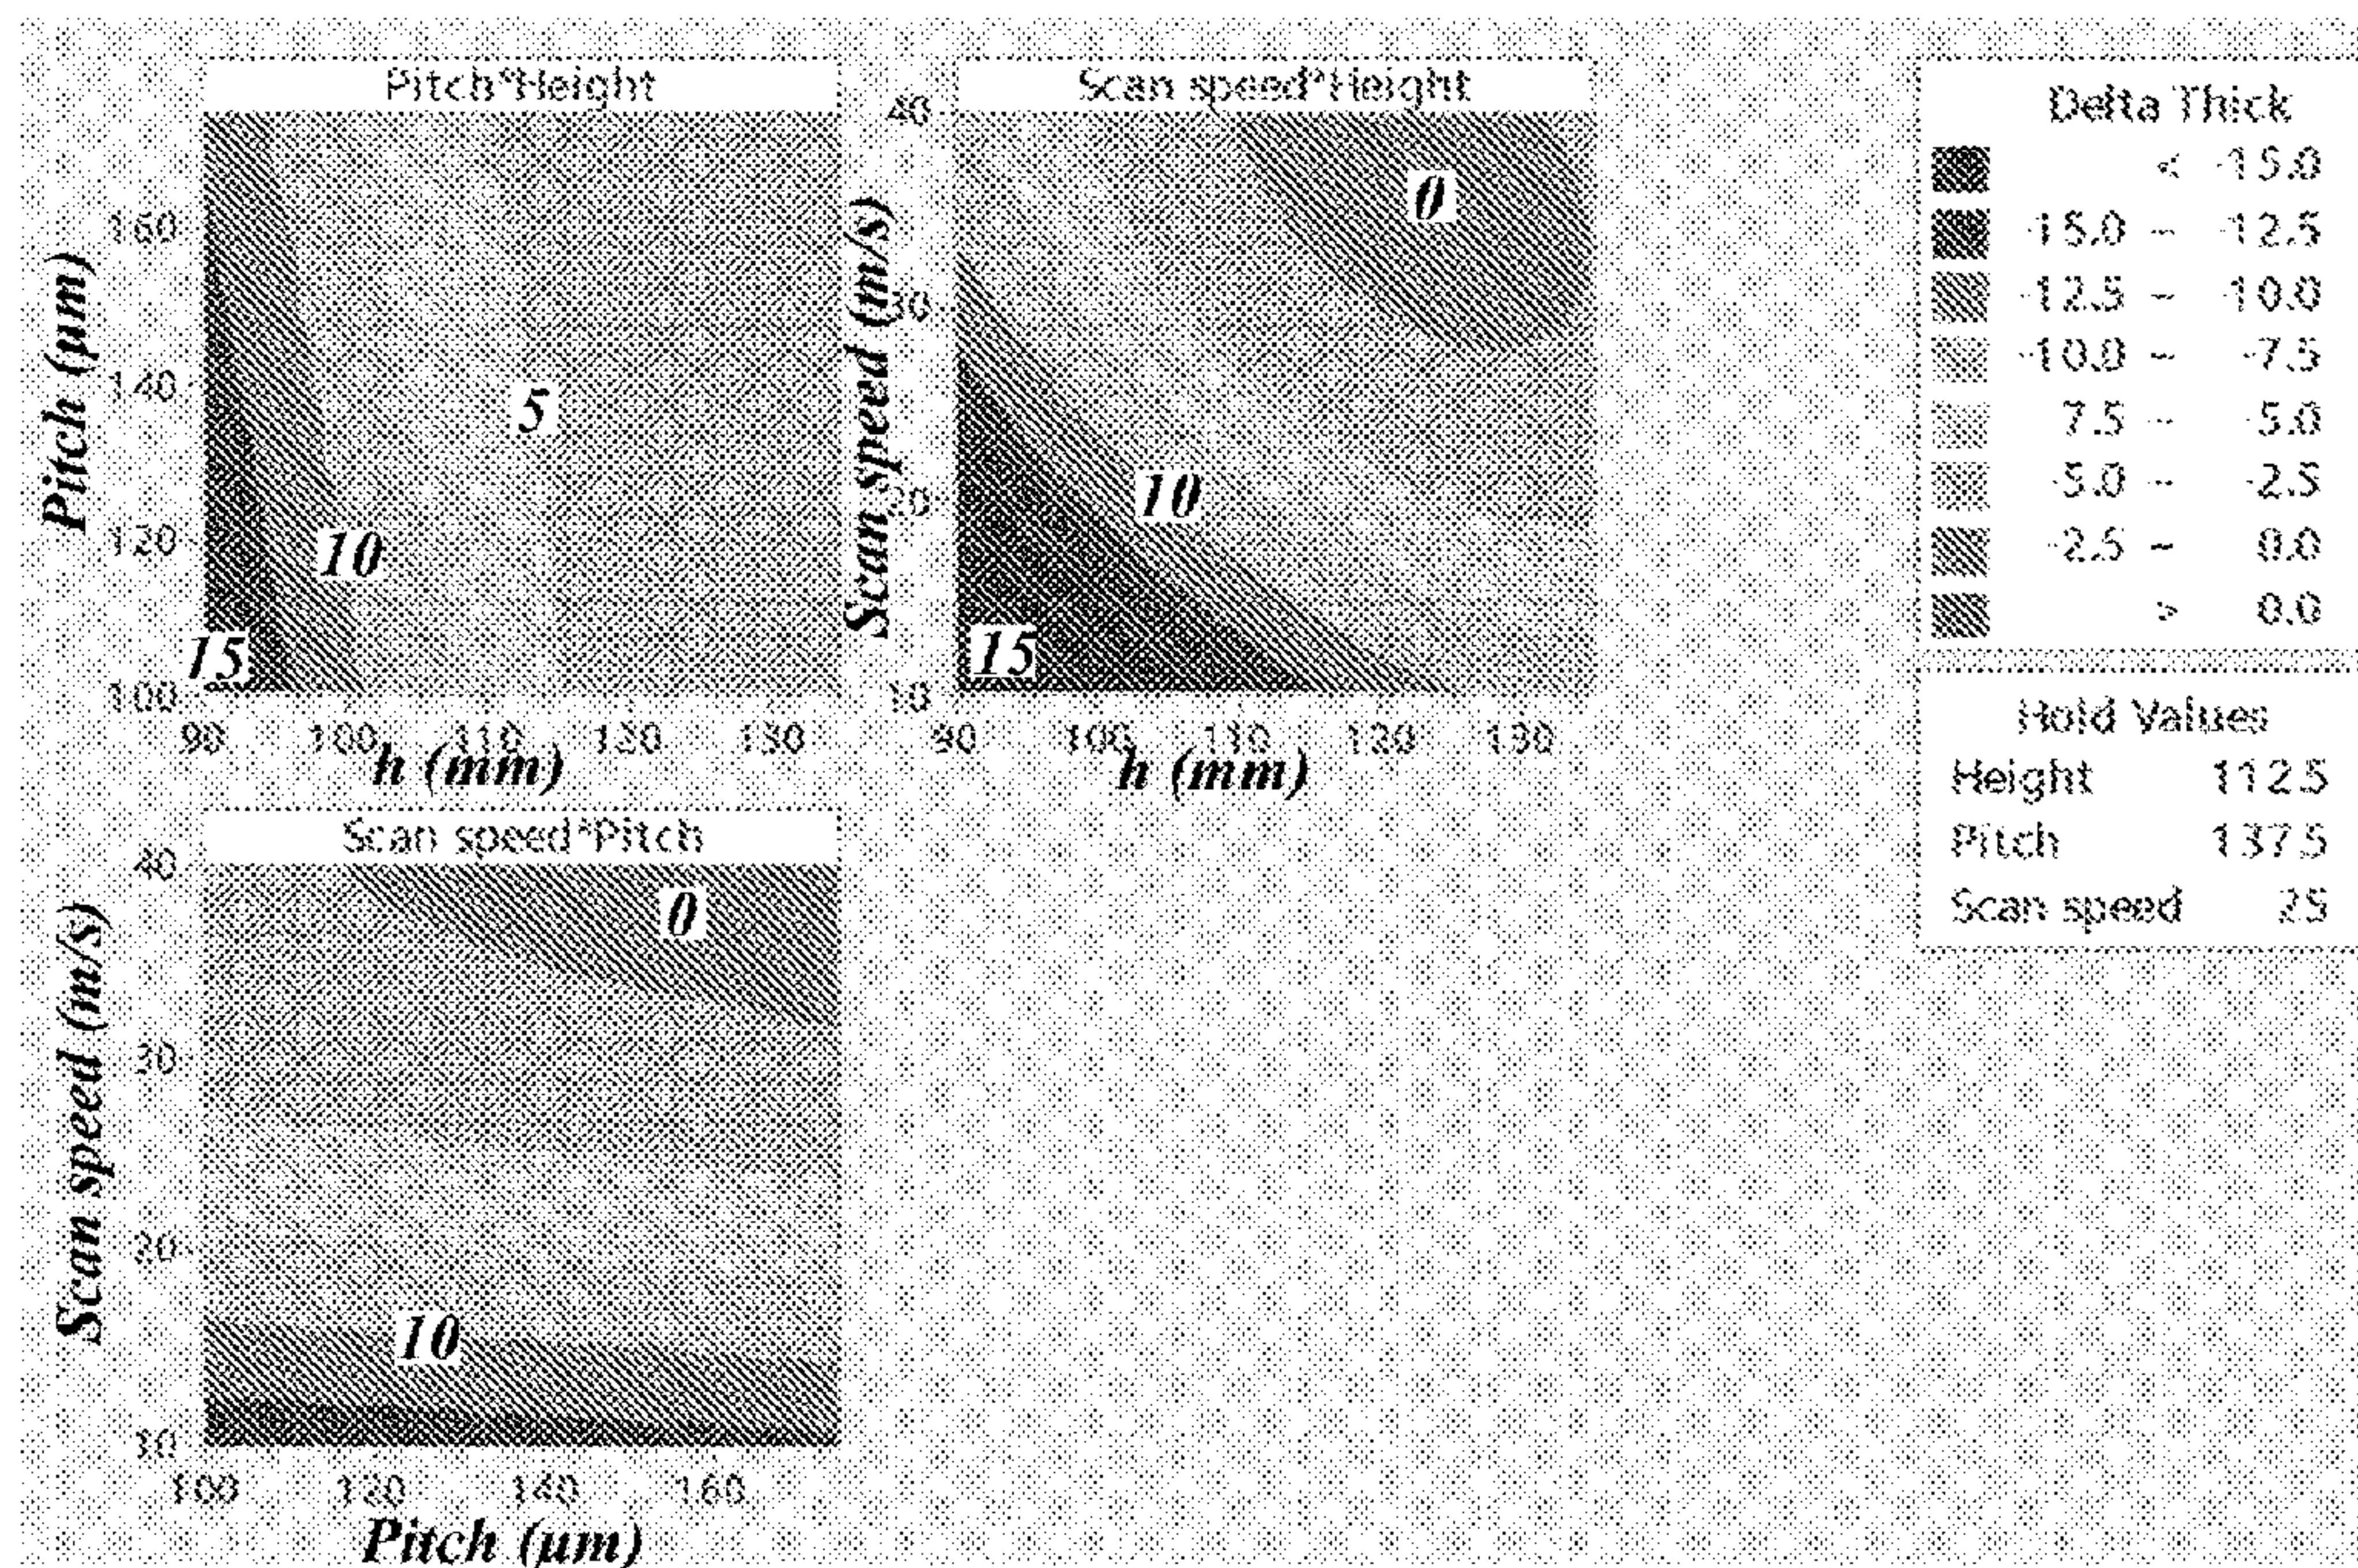 Pitch*Height
Pitch (μm)
160
140
120
100
5
10
15
90 100 110 120 130
h (mm)
Scan speed*Height
Scan speed (m/s)
40
30
20
10
0
10
15
90 100 110 120 130
h (mm)
Scan speed*Pitch
Scan speed (m/s)
40
30
20
10
0
10
100 120 140 160
Pitch (μm)
Delta Thick
< -15.0
-15.0 – -12.5
-12.5 – -10.0
-10.0 – -7.5
7.5 – -5.0
-5.0 – -2.5
-2.5 – 0.0
> 0.0
Hold Values
Height 112.5
Pitch 137.5
Scan speed 25